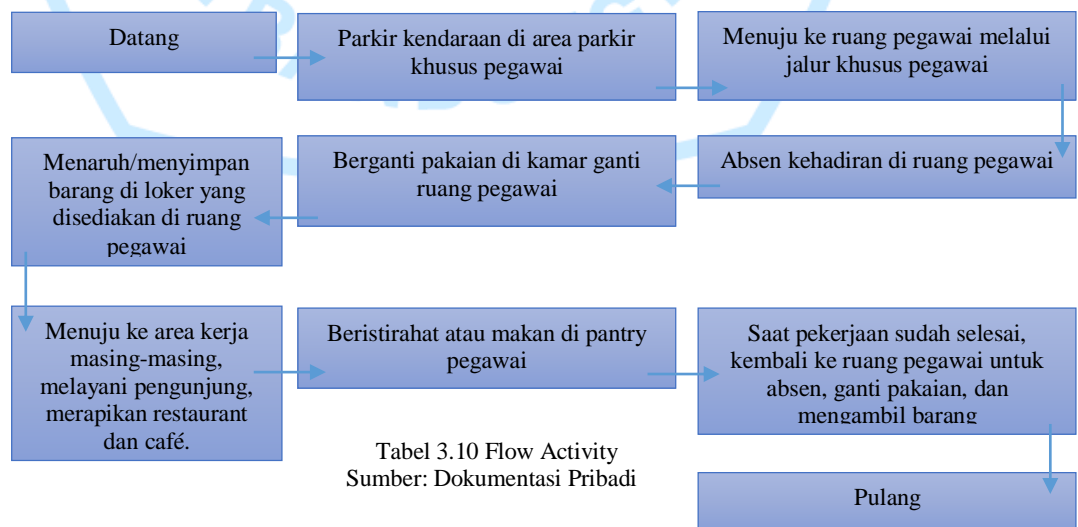 Datang
Parkir kendaraan di area parkir
khusus pegawai
Menuju ke ruang pegawai melalui
jalur khusus pegawai
Absen kehadiran di ruang pegawai
Berganti pakaian di kamar ganti
ruang pegawai
Menaruh/menyimpan
barang di loker yang
disediakan di ruang
pegawai
Menuju ke area kerja
masing-masing,
melayani pengunjung,
merapikan restaurant
dan café.
Beristirahat atau makan di pantry
pegawai
Saat pekerjaan sudah selesai,
kembali ke ruang pegawai untuk
absen, ganti pakaian, dan
mengambil barang
Pulang
Tabel 3.10 Flow Activity
Sumber: Dokumentasi Pribadi